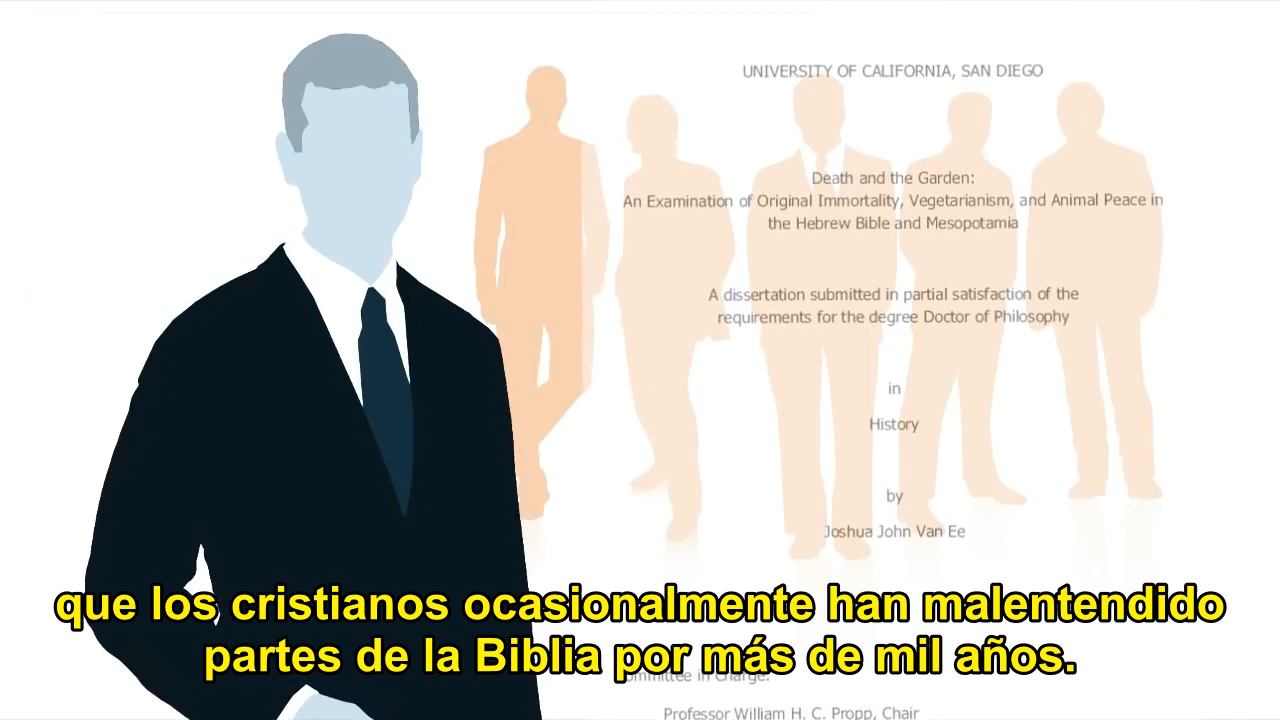 UNIVERSITY OF CALIFORNIA, SAN DIEGO
Death and the Garden:
An Examination of Original Immortality, Vegetarianism, and Animal Peace in
the Hebrew Bible and Mesopotamia
A dissertation submitted in partial satisfaction of the
requirements for the degree Doctor of Philosophy
in
History
by
Joshua John Van Ee
que los cristianos ocasionalmente han malentendido
partes de la Biblia por más de mil años.
in Charge:
Professor William H. C. Propp, Chair